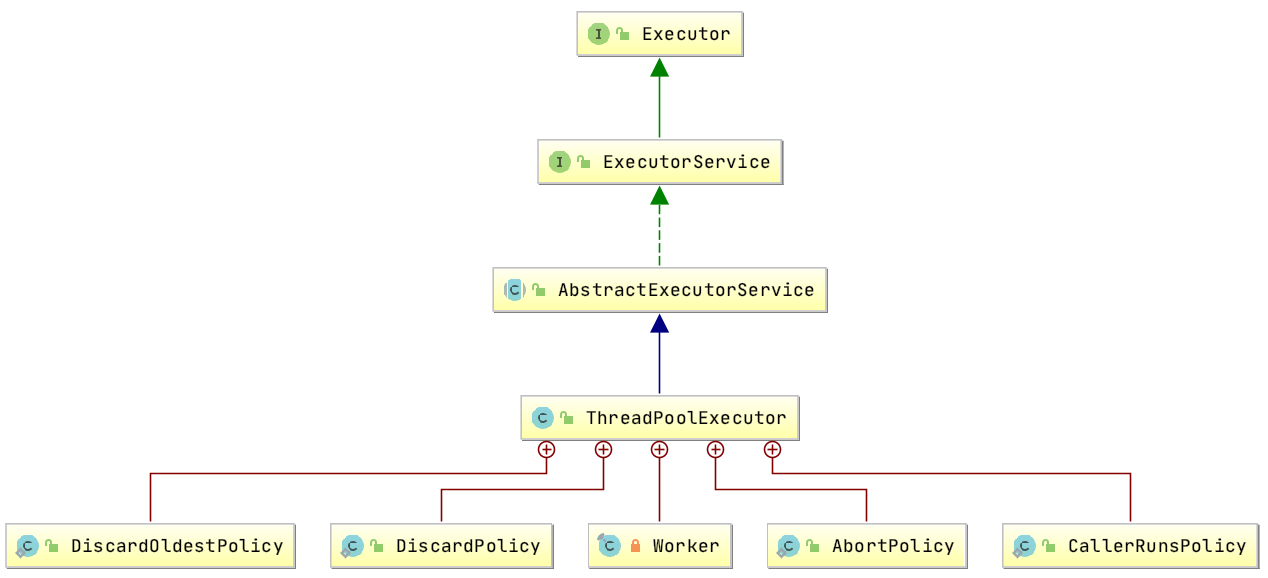 I Executor
I ExecutorService
C AbstractExecutorService
C ThreadPoolExecutor
C DiscardOldestPolicy
C DiscardPolicy
C Worker
C AbortPolicy
C CallerRunsPolicy